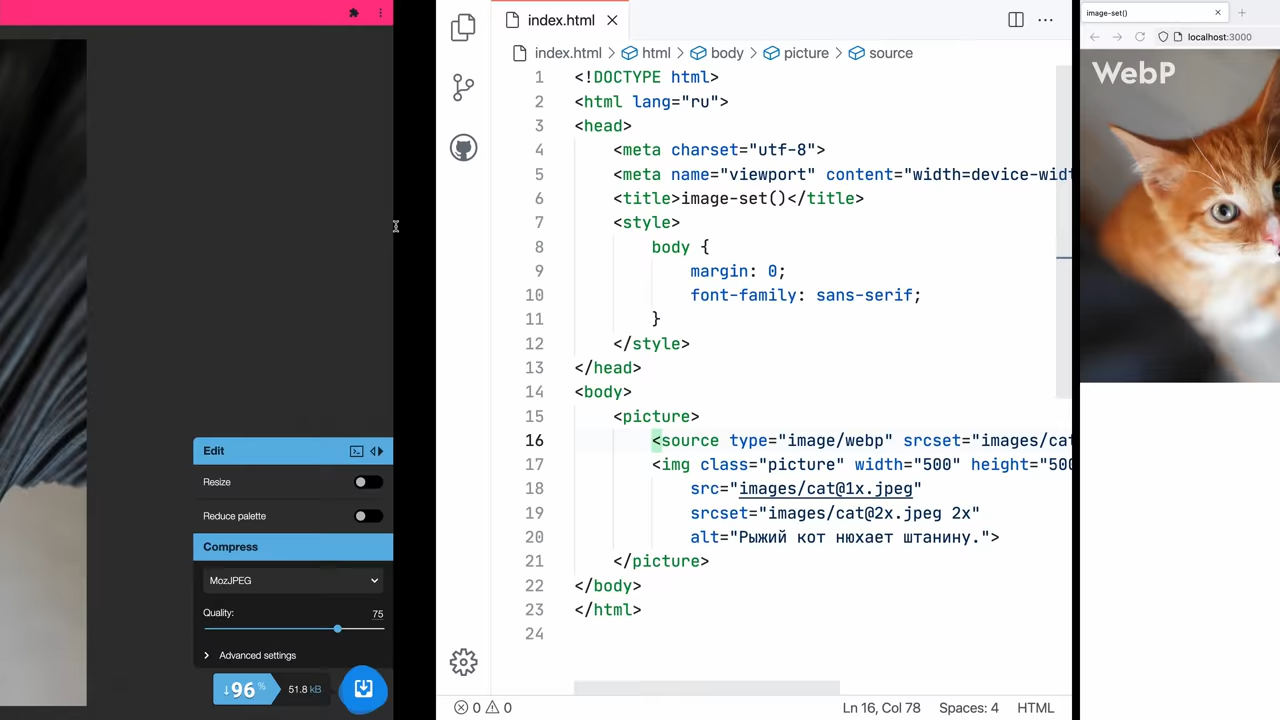 Edit
Resize
Reduce palette
Compress
MozJPEG
Quality:
75
Advanced settings
↓96 %
51.8 kB
index.html
index.html > html > body > picture > source
1 <!DOCTYPE html>
2 <html lang="ru">
3 <head>
4 <meta charset="utf-8">
5 <meta name="viewport" content="width=device-widt
6 <title>image-set()</title>
7 <style>
8 body {
9 margin: 0;
10 font-family: sans-serif;
11 }
12 </style>
13 </head>
14 <body>
15 <picture>
16 <source type="image/webp" srcset="images/cat
17 <img class="picture" width="500" height="500
18 src="images/cat@1x.jpeg"
19 srcset="images/cat@2x.jpeg 2x"
20 alt="Рыжий кот нюхает штанину.">
21 </picture>
22 </body>
23 </html>
24
0 0
Ln 16, Col 78
Spaces: 4
HTML
image-set()
localhost:3000
WebP